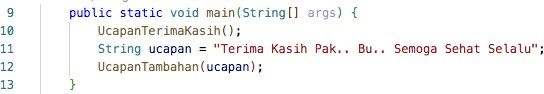 9 public static void main(String[] args) {
10 UcapanTerimaKasih();
11 String ucapan = "Terima Kasih Pak.. Bu.. Semoga Sehat Selalu";
12 UcapanTambahan(ucapan);
13 }